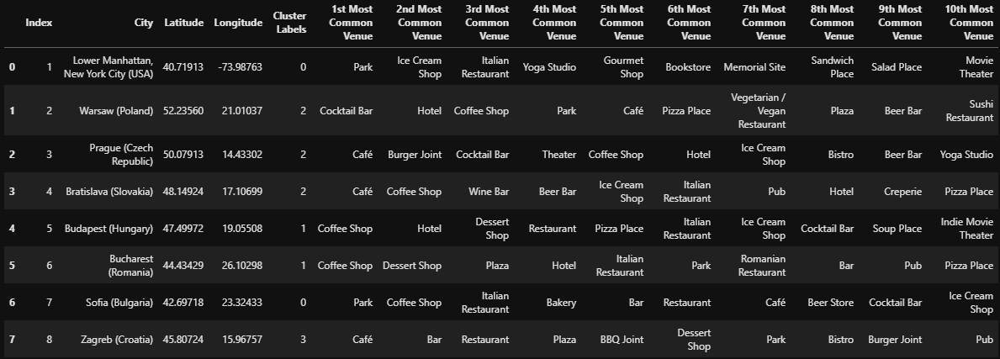 Index City Latitude Longitude Cluster Labels 1st Most Common Venue 2nd Most Common Venue 3rd Most Common Venue 4th Most Common Venue 5th Most Common Venue 6th Most Common Venue 7th Most Common Venue 8th Most Common Venue 9th Most Common Venue 10th Most Common Venue
0 1 Lower Manhattan, New York City (USA) 40.71913 -73.98763 0 Park Ice Cream Shop Italian Restaurant Yoga Studio Gourmet Shop Bookstore Memorial Site Sandwich Place Salad Place Movie Theater
1 2 Warsaw (Poland) 52.23560 21.01037 2 Cocktail Bar Hotel Coffee Shop Park Café Pizza Place Vegetarian / Vegan Restaurant Plaza Beer Bar Sushi Restaurant
2 3 Prague (Czech Republic) 50.07913 14.43302 2 Café Burger Joint Cocktail Bar Theater Coffee Shop Hotel Ice Cream Shop Bistro Beer Bar Yoga Studio
3 4 Bratislava (Slovakia) 48.14924 17.10699 2 Café Coffee Shop Wine Bar Beer Bar Ice Cream Shop Italian Restaurant Pub Hotel Creperie Pizza Place
4 5 Budapest (Hungary) 47.49972 19.05508 1 Coffee Shop Hotel Dessert Shop Restaurant Pizza Place Italian Restaurant Ice Cream Shop Cocktail Bar Soup Place Indie Movie Theater
5 6 Bucharest (Romania) 44.43429 26.10298 1 Coffee Shop Dessert Shop Plaza Hotel Italian Restaurant Park Romanian Restaurant Bar Pub Pizza Place
6 7 Sofia (Bulgaria) 42.69718 23.32433 0 Park Coffee Shop Italian Restaurant Bakery Bar Restaurant Café Beer Store Cocktail Bar Ice Cream Shop
7 8 Zagreb (Croatia) 45.80724 15.96757 3 Café Bar Restaurant Plaza BBQ Joint Dessert Shop Park Bistro Burger Joint Pub